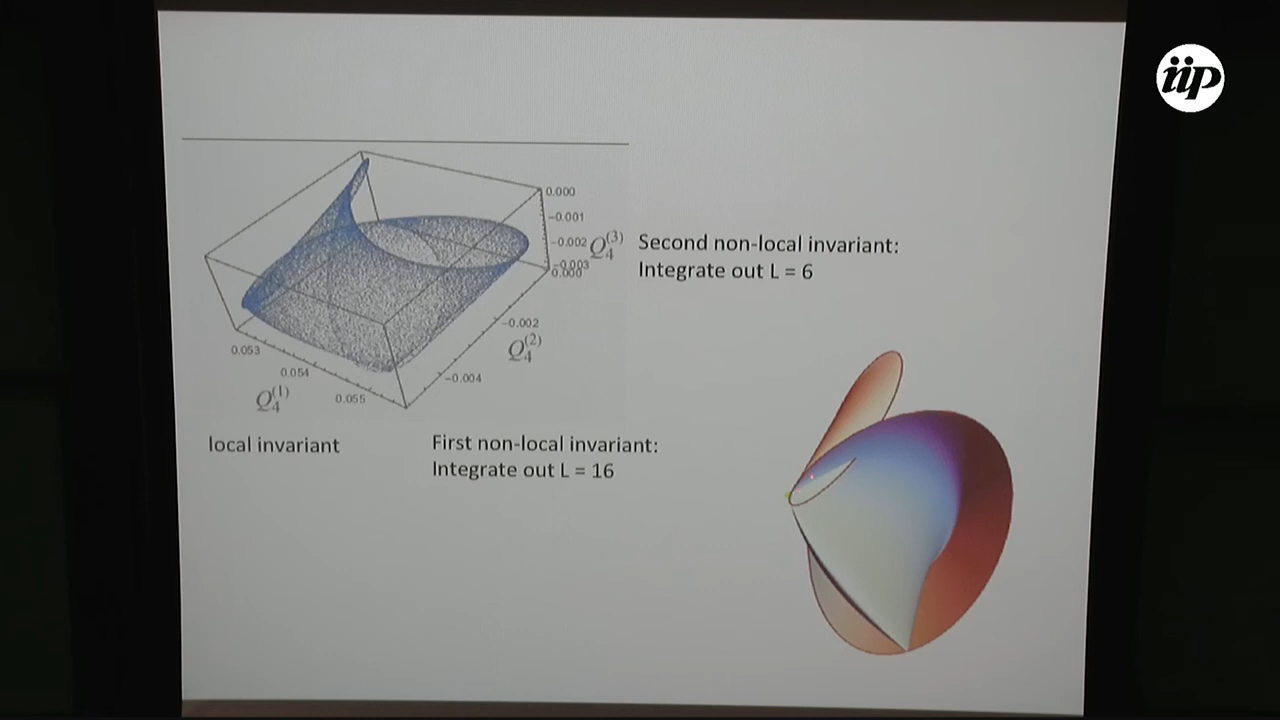 iip
0.000
−0.001
−0.002
Q₄⁽³⁾
−0.003
0.000
Second non-local invariant:
Integrate out L = 6
−0.002
Q₄⁽²⁾
−0.004
0.053
0.054
0.055
Q₄⁽¹⁾
local invariant
First non-local invariant:
Integrate out L = 16